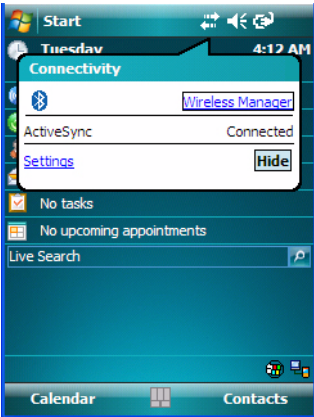 Start
Tuesday 4:12 AM
Connectivity
Wireless Manager
ActiveSync Connected
Settings Hide
No tasks
No upcoming appointments
Live Search
Calendar Contacts